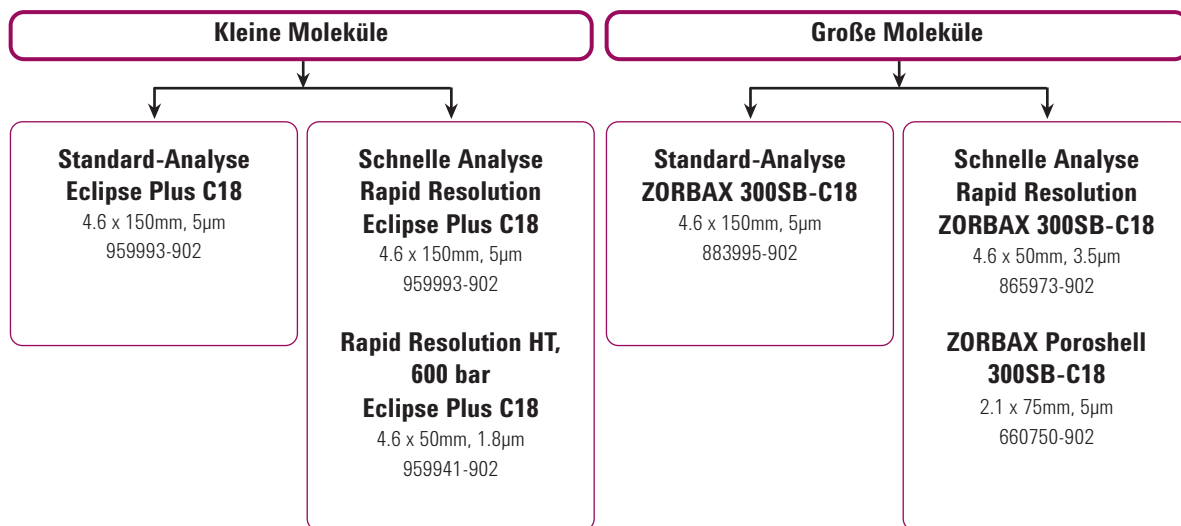 Kleine Moleküle
Große Moleküle
Standard-Analyse
Eclipse Plus C18
4.6 x 150mm, 5µm
959993-902
Schnelle Analyse
Rapid Resolution
Eclipse Plus C18
4.6 x 150mm, 5µm
959993-902
Rapid Resolution HT,
600 bar
Eclipse Plus C18
4.6 x 50mm, 1.8µm
959941-902
Standard-Analyse
ZORBAX 300SB-C18
4.6 x 150mm, 5µm
883995-902
Schnelle Analyse
Rapid Resolution
ZORBAX 300SB-C18
4.6 x 50mm, 3.5µm
865973-902
ZORBAX Poroshell
300SB-C18
2.1 x 75mm, 5µm
660750-902